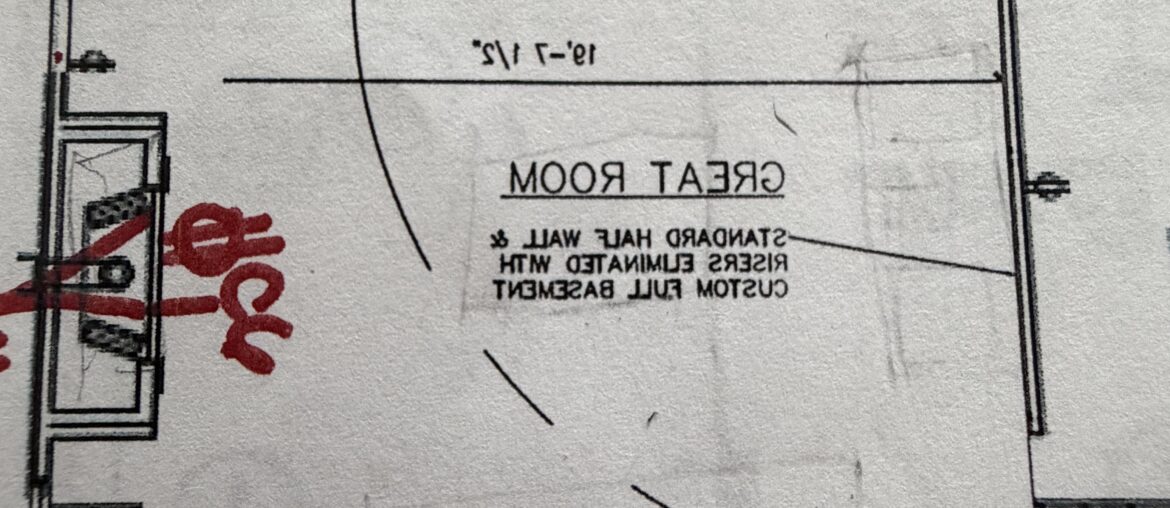 19'-7 1/2"
GREAT ROOM
STANDARD HALF WALL &
RISERS ELIMINATED WITH
CUSTOM FULL BASEMENT